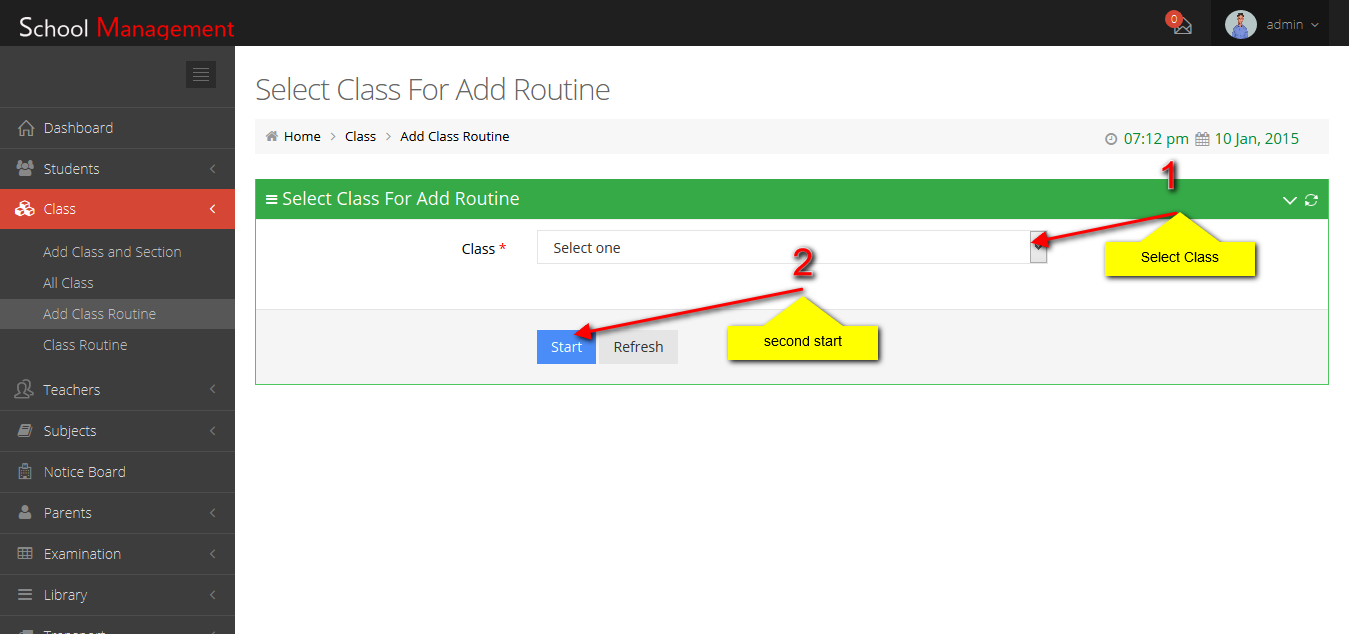 School Management
0
admin
Select Class For Add Routine
Home > Class > Add Class Routine
07:12 pm 10 Jan, 2015
Dashboard
Students
Class
Add Class and Section
All Class
Add Class Routine
Class Routine
Teachers
Subjects
Notice Board
Parents
Examination
Library
Transport
Select Class For Add Routine
1
Class *
Select one
Select Class
2
second start
Start
Refresh